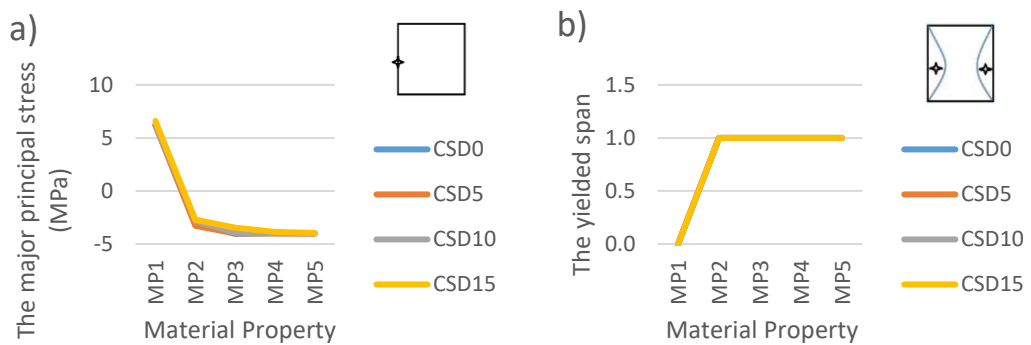 a)
The major principal stress
(MPa)
10
5
0
-5
MP1
MP2
MP3
MP4
MP5
Material Property
CSD0
CSD5
CSD10
CSD15
b)
The yielded span
1.5
1.0
0.5
0.0
MP1
MP2
MP3
MP4
MP5
Material Property
CSD0
CSD5
CSD10
CSD15